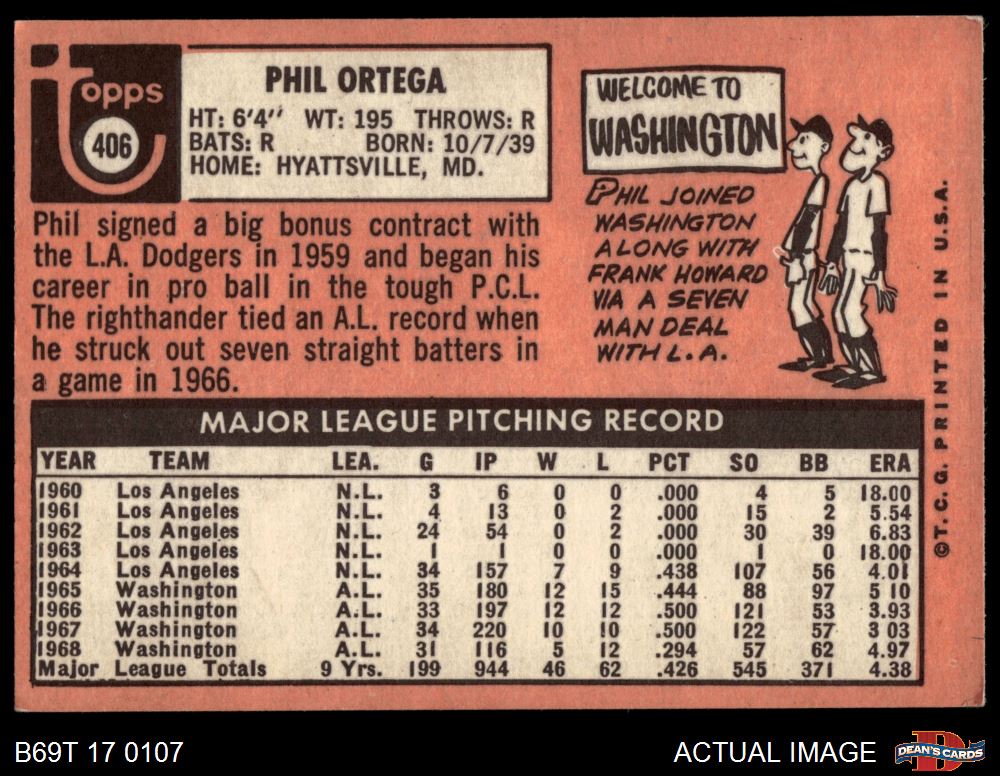 topps
406
PHIL ORTEGA
HT: 6'4'' WT: 195 THROWS: R
BATS: R BORN: 10/7/39
HOME: HYATTSVILLE, MD.
Phil signed a big bonus contract with
the L.A. Dodgers in 1959 and began his
career in pro ball in the tough P.C.L.
The righthander tied an A.L. record when
he struck out seven straight batters in
a game in 1966.
WELCOME TO
WASHINGTON
PHIL JOINED
WASHINGTON
ALONG WITH
FRANK HOWARD
VIA A SEVEN
MAN DEAL
WITH L.A.
©T.C.G. PRINTED IN U.S.A.
MAJOR LEAGUE PITCHING RECORD
YEAR TEAM LEA. G IP W L PCT SO BB ERA
1960 Los Angeles N.L. 3 6 0 0 .000 4 5 18.00
1961 Los Angeles N.L. 4 13 0 2 .000 15 2 5.54
1962 Los Angeles N.L. 24 54 0 2 .000 30 39 6.83
1963 Los Angeles N.L. 1 1 0 0 .000 1 0 18.00
1964 Los Angeles N.L. 34 157 7 9 .438 107 56 4.01
1965 Washington A.L. 35 180 12 15 .444 88 97 5 10
1966 Washington A.L. 33 197 12 12 .500 121 53 3.93
1967 Washington A.L. 34 220 10 10 .500 122 57 3 03
1968 Washington A.L. 31 116 5 12 .294 57 62 4.97
Major League Totals 9 Yrs. 199 944 46 62 .426 545 371 4.38
B69T 17 0107
ACTUAL IMAGE
D
DEAN'S CARDS